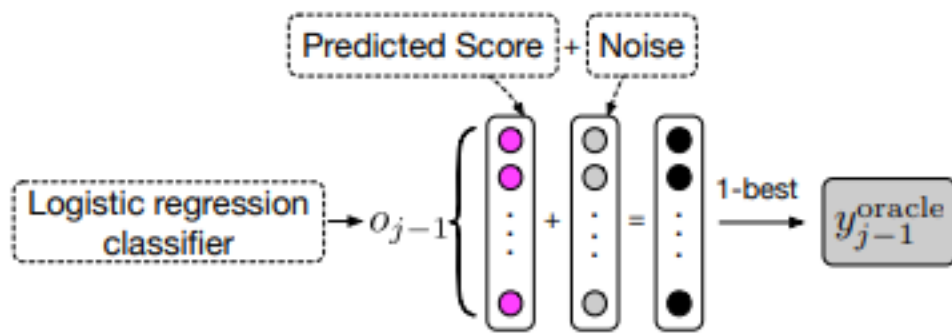 Predicted Score + Noise
Logistic regression
classifier
o_{j-1}
+
=
1-best
y_{j-1}^{oracle}